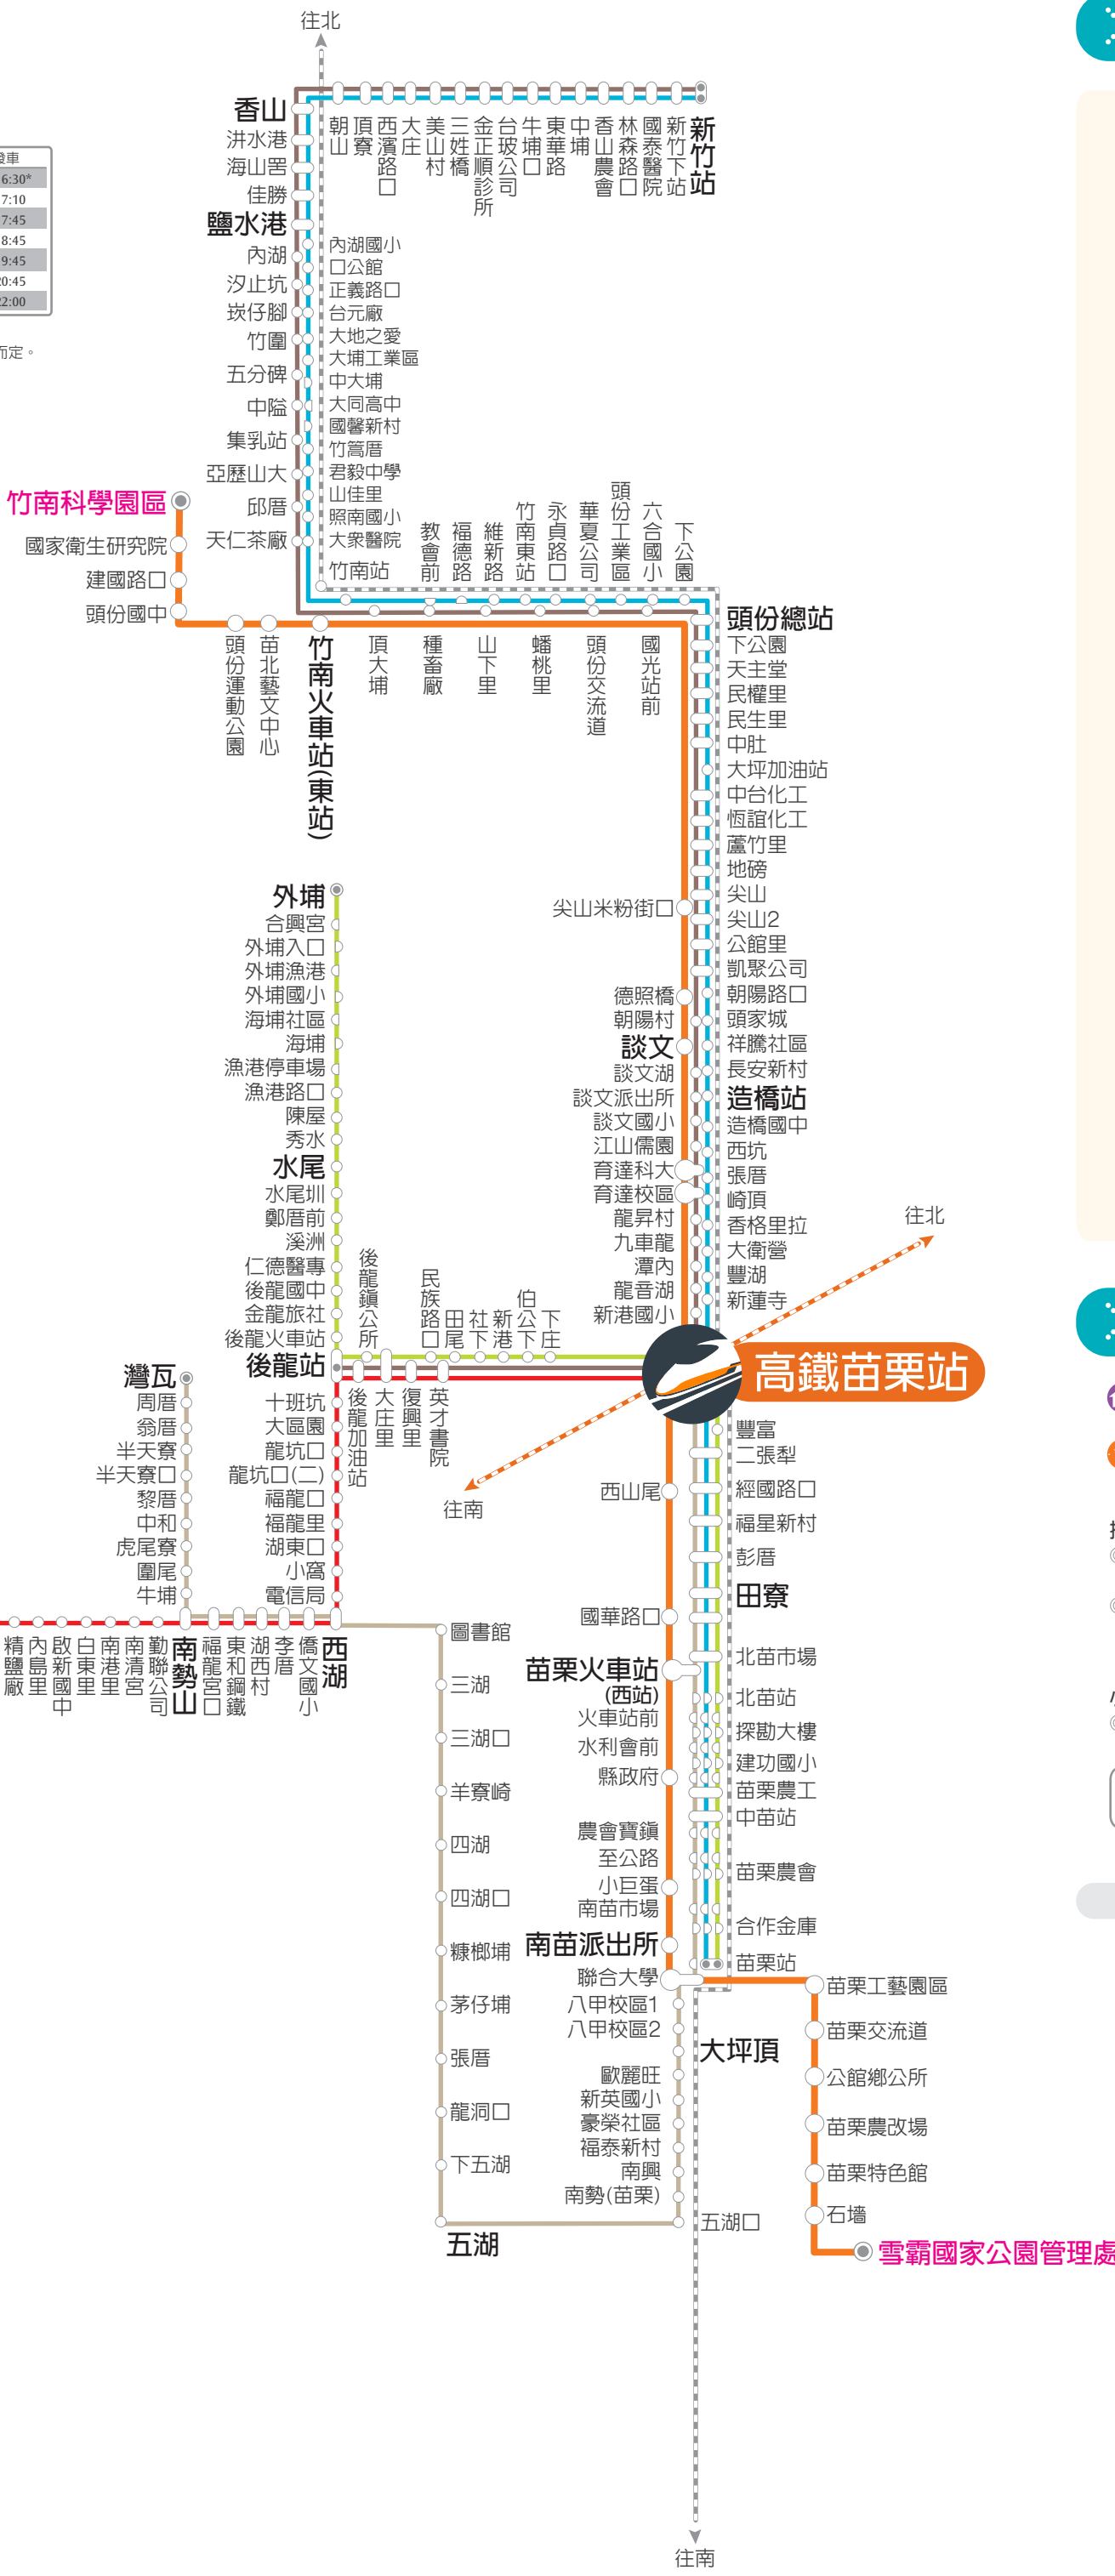 往北
發車
6:30*
7:10
7:45
8:45
9:45
20:45
22:00
而定。
香山
洪水港
海山罟
佳勝
鹽水港
內湖
汐止坑
崁仔腳
竹圍
五分碑
中隘
集乳站
亞歷山大
邱厝
天仁茶廠
朝山
頂寮
西濱路口
大庄
美山村
三姓橋
金正順診所
台玻公司
牛埔口
東華路
中埔
香山農會
林森路口
國泰醫院
新竹下站
新竹站
內湖國小
口公館
正義路口
台元廠
大地之愛
大埔工業區
中大埔
大同高中
國馨新村
竹篙厝
君毅中學
山佳里
照南國小
大衆醫院
竹南站
竹南科學園區
國家衛生研究院
建國路口
頭份國中
頭份運動公園
苗北藝文中心
竹南火車站(東站)
教會前
福德路
維新路
竹南東站
永貞路口
華夏公司
頭份工業區
六合國小
下公園
頂大埔
種畜廠
山下里
蟠桃里
頭份交流道
國光站前
頭份總站
下公園
天主堂
民權里
民生里
中肚
大坪加油站
中台化工
恆誼化工
蘆竹里
地磅
尖山
尖山2
公館里
凱聚公司
朝陽路口
頭家城
祥騰社區
長安新村
造橋站
造橋國中
西坑
張厝
崎頂
香格里拉
大衛營
豐湖
新蓮寺
尖山米粉街口
德照橋
朝陽村
談文
談文湖
談文派出所
談文國小
江山儒園
育達科大
育達校區
龍昇村
九車龍
潭內
龍音湖
新港國小
外埔
合興宮
外埔入口
外埔漁港
外埔國小
海埔社區
海埔
漁港停車場
漁港路口
陳屋
秀水
水尾
水尾圳
鄭厝前
溪洲
仁德醫專
後龍國中
金龍旅社
後龍火車站
後龍站
後龍鎮公所
民族路口
田尾
社下
新港
伯公下
下庄
後龍加油站
大庄里
復興里
英才書院
往北
高鐵苗栗站
往南
灣瓦
周厝
翁厝
半天寮
半天寮口
黎厝
中和
虎尾寮
圍尾
牛埔
十班坑
大區園
龍坑口
龍坑口(二)
福龍口
福龍里
湖東口
小窩
電信局
精鹽廠
內島里
啟新國中
白東里
南港里
南清宮
勤聯公司
南勢山
福龍宮口
東和鋼鐵
湖西村
李厝
僑文國小
西湖
圖書館
三湖
三湖口
羊寮崎
四湖
四湖口
糠榔埔
茅仔埔
張厝
龍洞口
下五湖
五湖
西山尾
國華路口
苗栗火車站
(西站)
火車站前
水利會前
縣政府
農會寶鎮
至公路
小巨蛋
南苗市場
南苗派出所
聯合大學
八甲校區1
八甲校區2
歐麗旺
新英國小
豪榮社區
福泰新村
南興
南勢(苗栗)
豐富
二張犁
經國路口
福星新村
彭厝
田寮
北苗市場
北苗站
探勘大樓
建功國小
苗栗農工
中苗站
苗栗農會
合作金庫
苗栗站
大坪頂
五湖口
苗栗工藝園區
苗栗交流道
公館鄉公所
苗栗農改場
苗栗特色館
石墻
雪霸國家公園管理處
往南